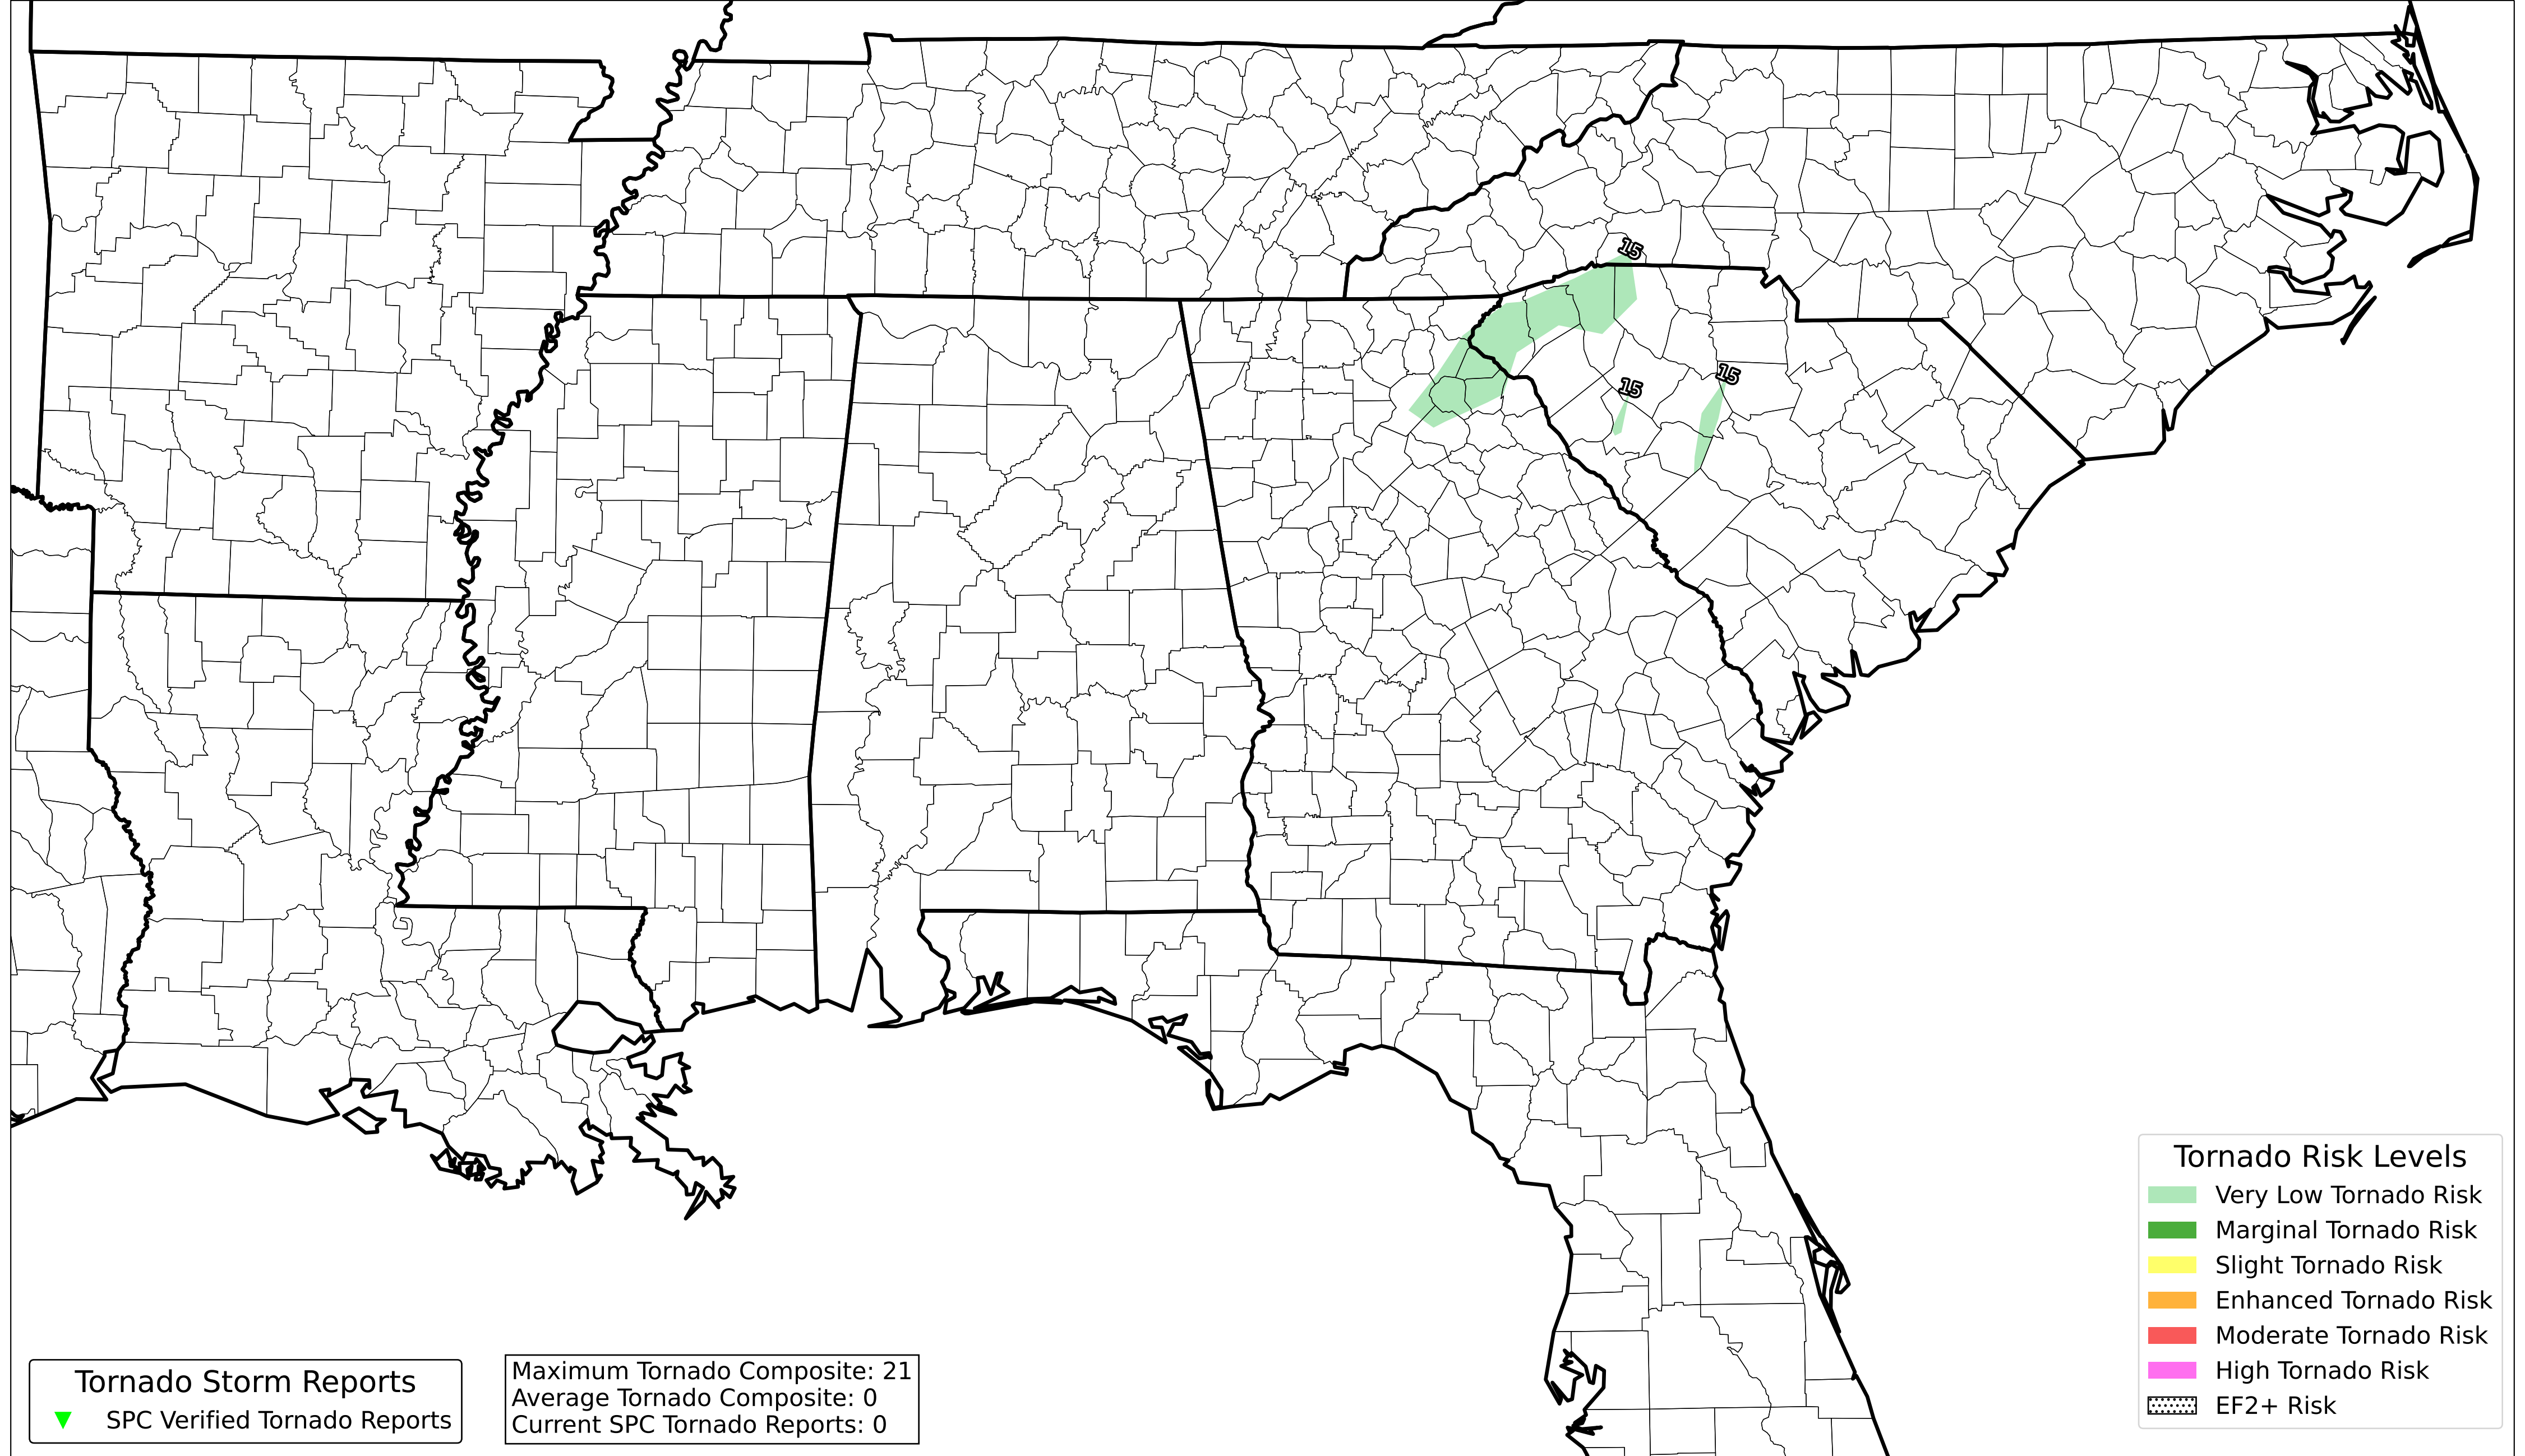 15
15
15
Tornado Risk Levels
Very Low Tornado Risk
Marginal Tornado Risk
Slight Tornado Risk
Enhanced Tornado Risk
Moderate Tornado Risk
High Tornado Risk
EF2+ Risk
Tornado Storm Reports
SPC Verified Tornado Reports
Maximum Tornado Composite: 21
Average Tornado Composite: 0
Current SPC Tornado Reports: 0